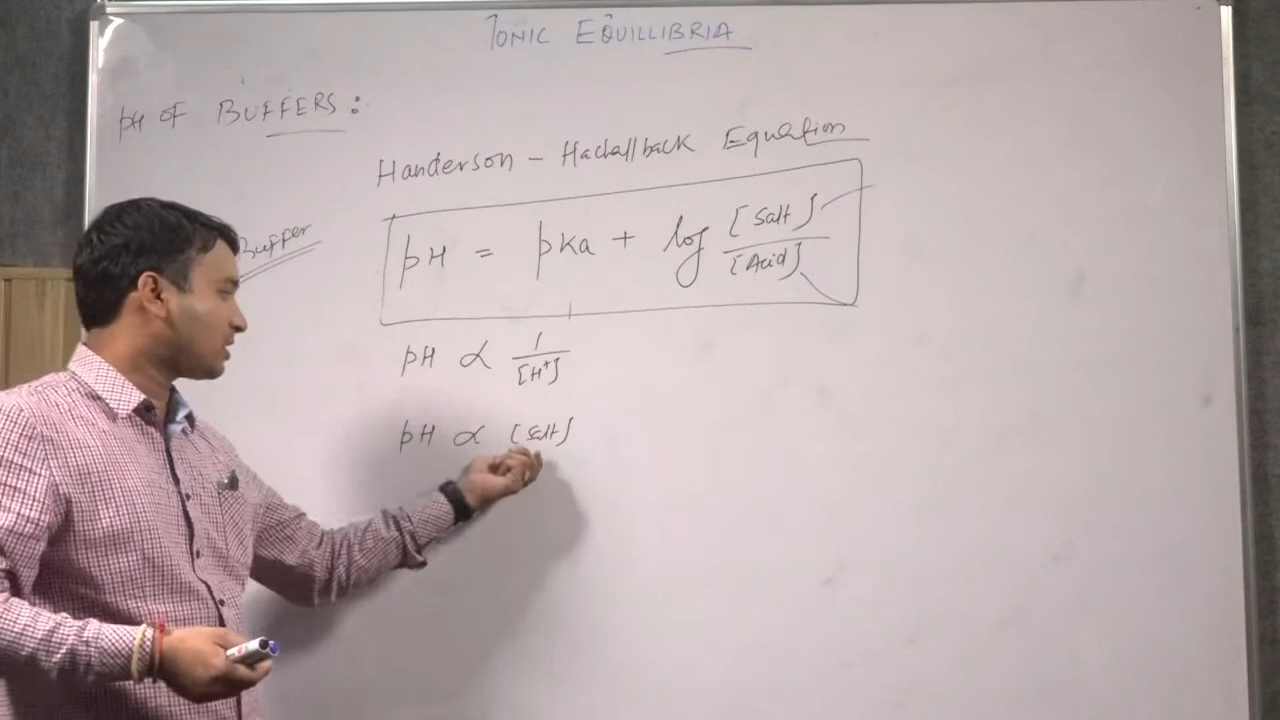 IONIC EQUILLIBRIA
pH OF BUFFERS:
Handerson - Hachallback Equation
Buffer
pH = pKa + log [Salt]/[Acid]
pH ∝ 1/[H⁺]
pH ∝ [Salt]